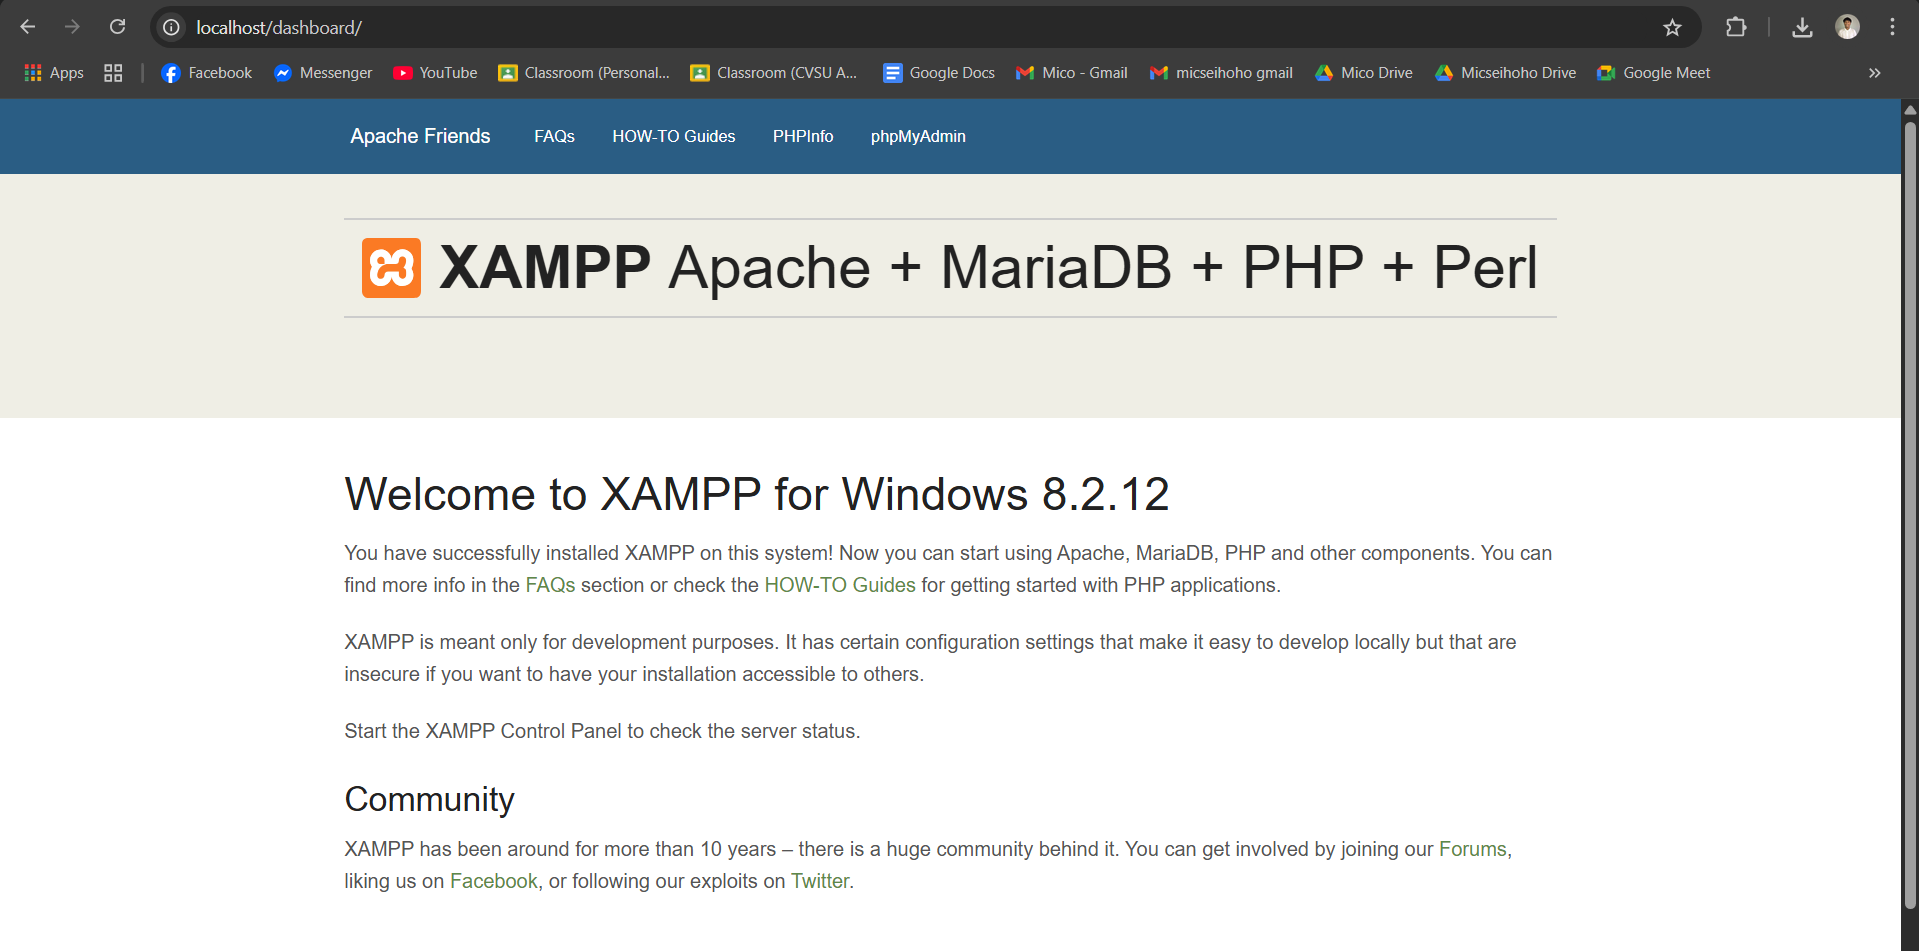 localhost/dashboard/
Apps Facebook Messenger YouTube Classroom (Personal... Classroom (CVSU A... Google Docs Mico - Gmail micseihoho gmail Mico Drive Micseihoho Drive Google Meet »
Apache Friends FAQs HOW-TO Guides PHPInfo phpMyAdmin
XAMPP Apache + MariaDB + PHP + Perl
Welcome to XAMPP for Windows 8.2.12
You have successfully installed XAMPP on this system! Now you can start using Apache, MariaDB, PHP and other components. You can
find more info in the FAQs section or check the HOW-TO Guides for getting started with PHP applications.
XAMPP is meant only for development purposes. It has certain configuration settings that make it easy to develop locally but that are
insecure if you want to have your installation accessible to others.
Start the XAMPP Control Panel to check the server status.
Community
XAMPP has been around for more than 10 years – there is a huge community behind it. You can get involved by joining our Forums,
liking us on Facebook, or following our exploits on Twitter.